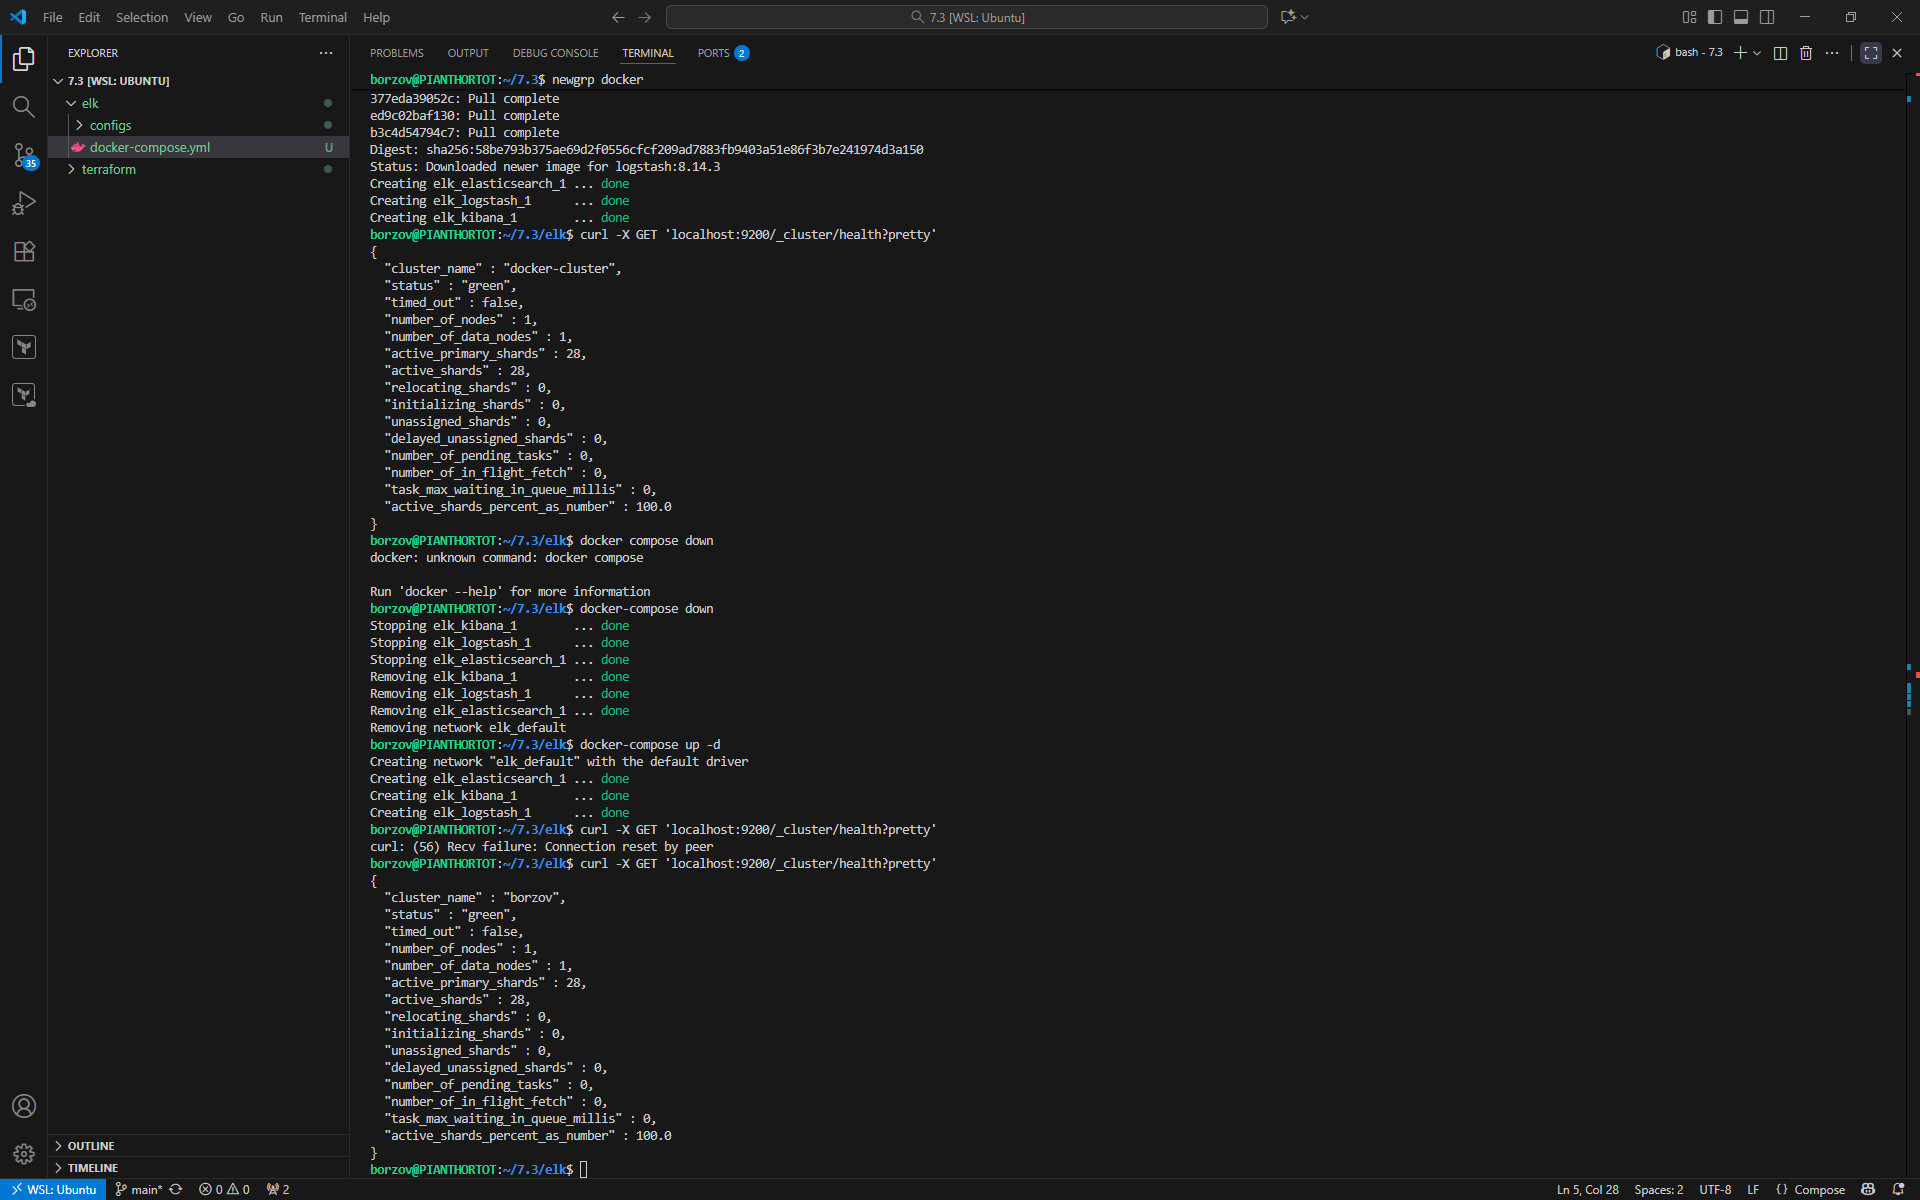 File Edit Selection View Go Run Terminal Help
7.3 [WSL: Ubuntu]
EXPLORER
7.3 [WSL: UBUNTU]
elk
configs
docker-compose.yml U
terraform
35
OUTLINE
TIMELINE
PROBLEMS OUTPUT DEBUG CONSOLE TERMINAL PORTS 2
bash - 7.3
borzov@PIANTHORTOT:~/7.3$ newgrp docker
377eda39052c: Pull complete
ed9c02baf130: Pull complete
b3c4d54794c7: Pull complete
Digest: sha256:58be793b375ae69d2f0556cfcf209ad7883fb9403a51e86f3b7e241974d3a150
Status: Downloaded newer image for logstash:8.14.3
Creating elk_elasticsearch_1 ... done
Creating elk_logstash_1      ... done
Creating elk_kibana_1        ... done
borzov@PIANTHORTOT:~/7.3/elk$ curl -X GET 'localhost:9200/_cluster/health?pretty'
{
  "cluster_name" : "docker-cluster",
  "status" : "green",
  "timed_out" : false,
  "number_of_nodes" : 1,
  "number_of_data_nodes" : 1,
  "active_primary_shards" : 28,
  "active_shards" : 28,
  "relocating_shards" : 0,
  "initializing_shards" : 0,
  "unassigned_shards" : 0,
  "delayed_unassigned_shards" : 0,
  "number_of_pending_tasks" : 0,
  "number_of_in_flight_fetch" : 0,
  "task_max_waiting_in_queue_millis" : 0,
  "active_shards_percent_as_number" : 100.0
}
borzov@PIANTHORTOT:~/7.3/elk$ docker compose down
docker: unknown command: docker compose
Run 'docker --help' for more information
borzov@PIANTHORTOT:~/7.3/elk$ docker-compose down
Stopping elk_kibana_1        ... done
Stopping elk_logstash_1      ... done
Stopping elk_elasticsearch_1 ... done
Removing elk_kibana_1        ... done
Removing elk_logstash_1      ... done
Removing elk_elasticsearch_1 ... done
Removing network elk_default
borzov@PIANTHORTOT:~/7.3/elk$ docker-compose up -d
Creating network "elk_default" with the default driver
Creating elk_elasticsearch_1 ... done
Creating elk_kibana_1        ... done
Creating elk_logstash_1      ... done
borzov@PIANTHORTOT:~/7.3/elk$ curl -X GET 'localhost:9200/_cluster/health?pretty'
curl: (56) Recv failure: Connection reset by peer
borzov@PIANTHORTOT:~/7.3/elk$ curl -X GET 'localhost:9200/_cluster/health?pretty'
{
  "cluster_name" : "borzov",
  "status" : "green",
  "timed_out" : false,
  "number_of_nodes" : 1,
  "number_of_data_nodes" : 1,
  "active_primary_shards" : 28,
  "active_shards" : 28,
  "relocating_shards" : 0,
  "initializing_shards" : 0,
  "unassigned_shards" : 0,
  "delayed_unassigned_shards" : 0,
  "number_of_pending_tasks" : 0,
  "number_of_in_flight_fetch" : 0,
  "task_max_waiting_in_queue_millis" : 0,
  "active_shards_percent_as_number" : 100.0
}
borzov@PIANTHORTOT:~/7.3/elk$
WSL: Ubuntu main* 0 0 2 Ln 5, Col 28 Spaces: 2 UTF-8 LF {} Compose